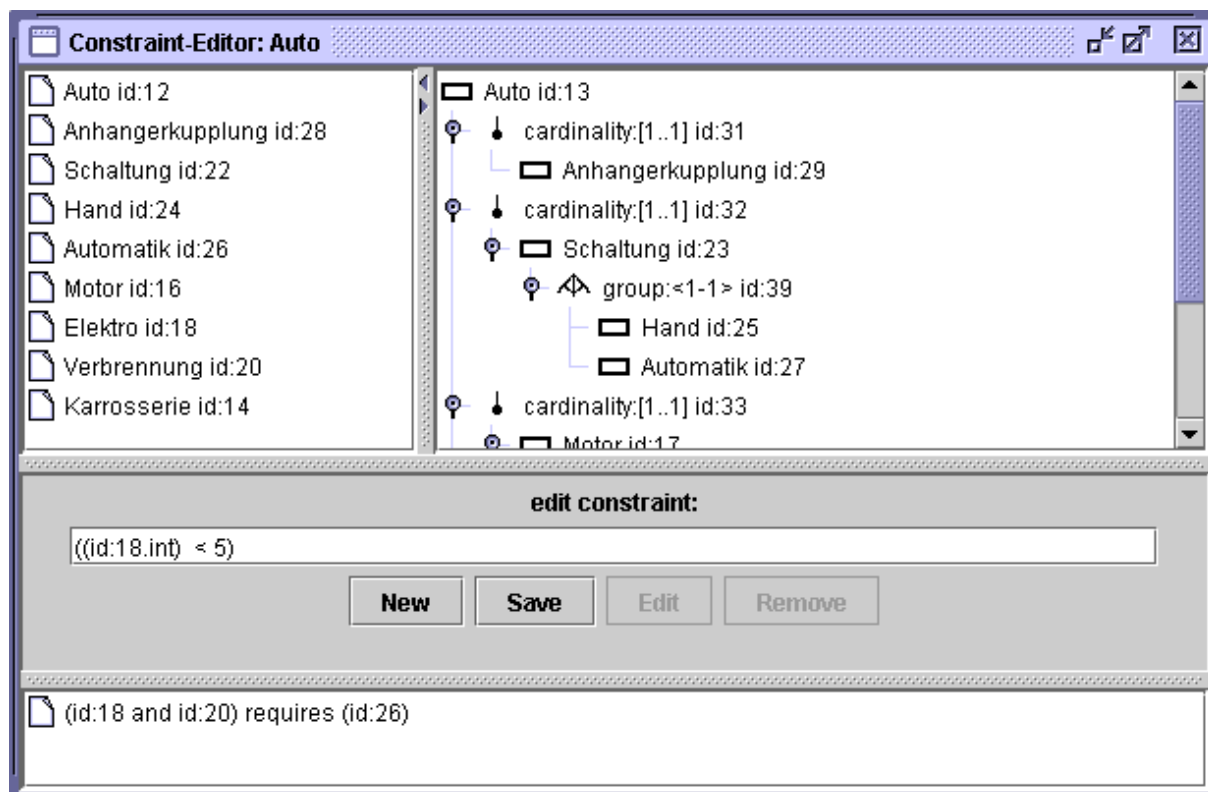 Constraint-Editor: Auto
Auto id:12
Anhangerkupplung id:28
Schaltung id:22
Hand id:24
Automatik id:26
Motor id:16
Elektro id:18
Verbrennung id:20
Karrosserie id:14
Auto id:13
cardinality:[1..1] id:31
Anhangerkupplung id:29
cardinality:[1..1] id:32
Schaltung id:23
group:<1-1> id:39
Hand id:25
Automatik id:27
cardinality:[1..1] id:33
Motor id:17
edit constraint:
((id:18.int) < 5)
New Save Edit Remove
(id:18 and id:20) requires (id:26)